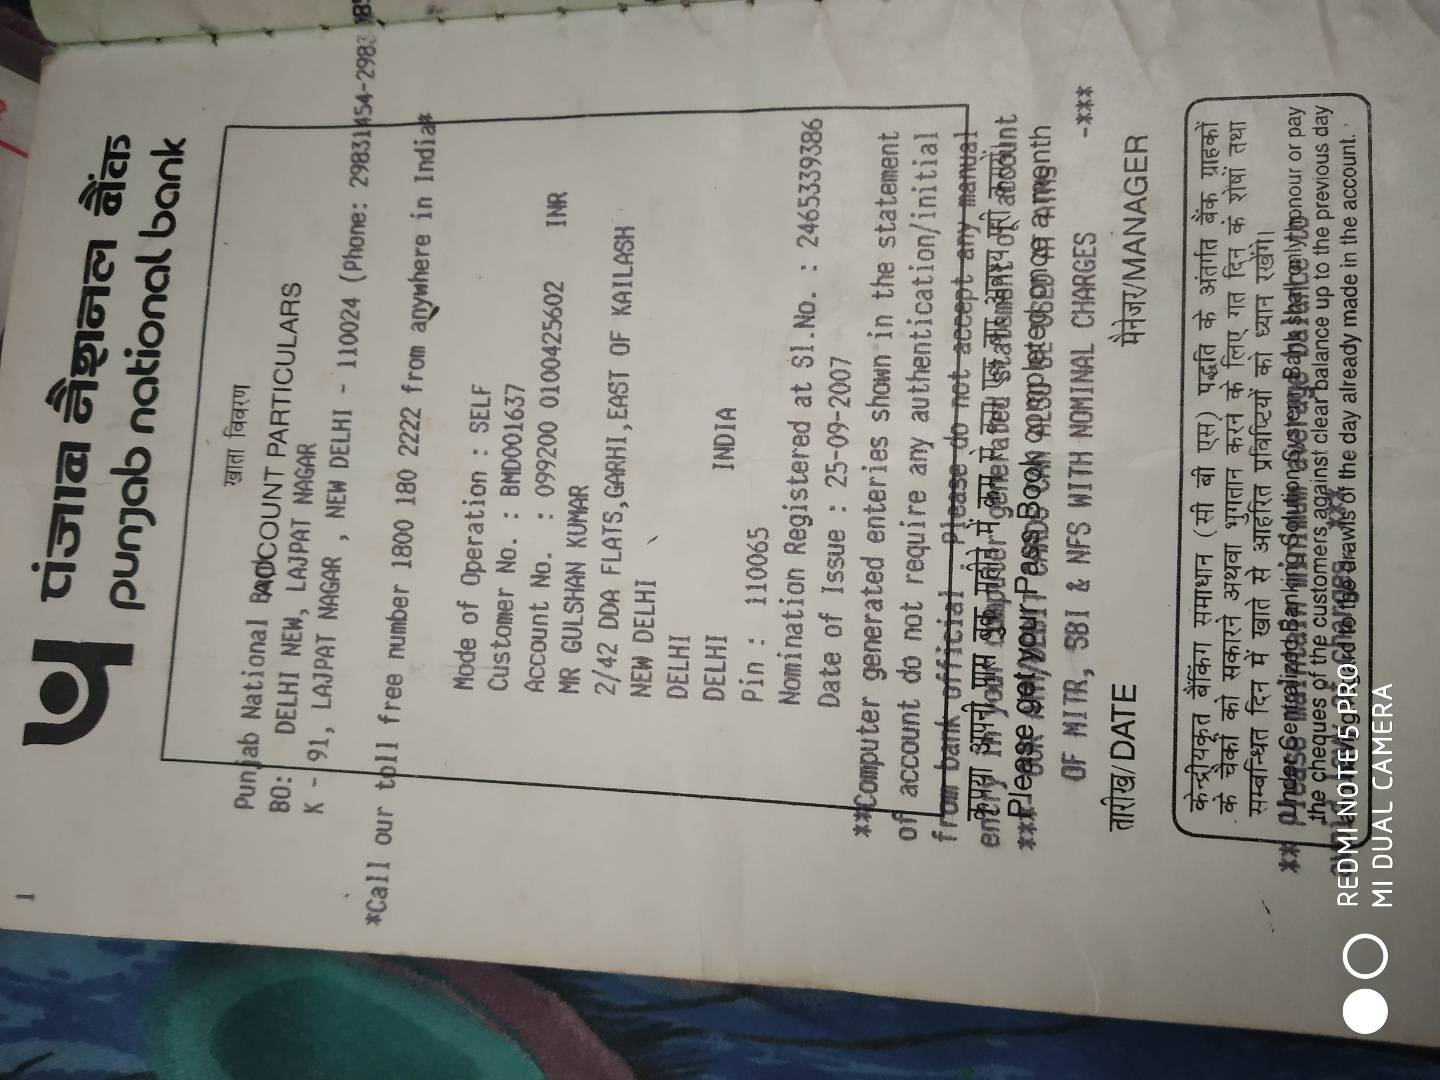 1
पंजाब नैशनल बैंक
punjab national bank
खाता विवरण
ACCOUNT PARTICULARS
Punjab National Bank
BO: DELHI NEW, LAJPAT NAGAR
K - 91, LAJPAT NAGAR , NEW DELHI - 110024 (Phone: 29831454-2983
*Call our toll free number 1800 180 2222 from anywhere in India*
Mode of Operation : SELF
Customer No. : BMD001637
Account No. : 099200 0100425602 INR
MR GULSHAN KUMAR
2/42 DDA FLATS,GARHI,EAST OF KAILASH
NEW DELHI
DELHI
DELHI INDIA
Pin : 110065
Nomination Registered at Sl.No. : 2465339386
Date of Issue : 25-09-2007
**Computer generated enteries shown in the statement
of account do not require any authentication/initial
from bank official . Please do not accept any manual
कृपया अपनी पास बुक महीने में कम से कम एक बार अवश्य पूरी करायें।
entry in your computer generated statement of account
Please get your Pass Book completed once a month
***- OUR ATM/DEBIT CARDS CAN ALSO BE USED AT ATMS
OF MITR, SBI & NFS WITH NOMINAL CHARGES -***
तारीख/DATE मैनेजर/MANAGER
केन्द्रीयकृत बैंकिंग समाधान (सी बी एस) पद्धति के अंतर्गत बैंक ग्राहकों
के चैकों को सकारने अथवा भुगतान करने के लिए गत दिन के शेषों तथा
सम्बन्धित दिन में खाते से आहरित प्रविष्टियों को ध्यान रखेंगे।
Under Centralized Banking Solution System, Bank shall only honour or pay
** Please maintain minimum average balance to
the cheques of the customers against clear balance up to the previous day
and having regard to the drawls of the day already made in the account.
charges. ***
REDMI NOTE 5 PRO
MI DUAL CAMERA